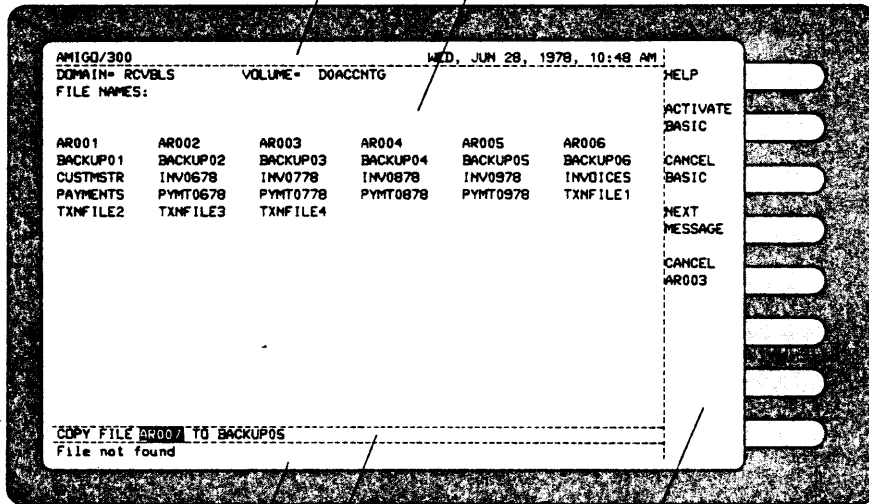 AMIGO/300 WED, JUN 28, 1978, 10:48 AM
DOMAIN= RCVBLS VOLUME= D0ACCNTG
FILE NAMES:
AR001 AR002 AR003 AR004 AR005 AR006
BACKUP01 BACKUP02 BACKUP03 BACKUP04 BACKUP05 BACKUP06
CUSTMSTR INV0678 INV0778 INV0878 INV0978 INVOICES
PAYMENTS PYMT0678 PYMT0778 PYMT0878 PYMT0978 TXNFILE1
TXNFILE2 TXNFILE3 TXNFILE4
COPY FILE AR007 TO BACKUP05
File not found
HELP
ACTIVATE
BASIC
CANCEL
BASIC
NEXT
MESSAGE
CANCEL
AR003